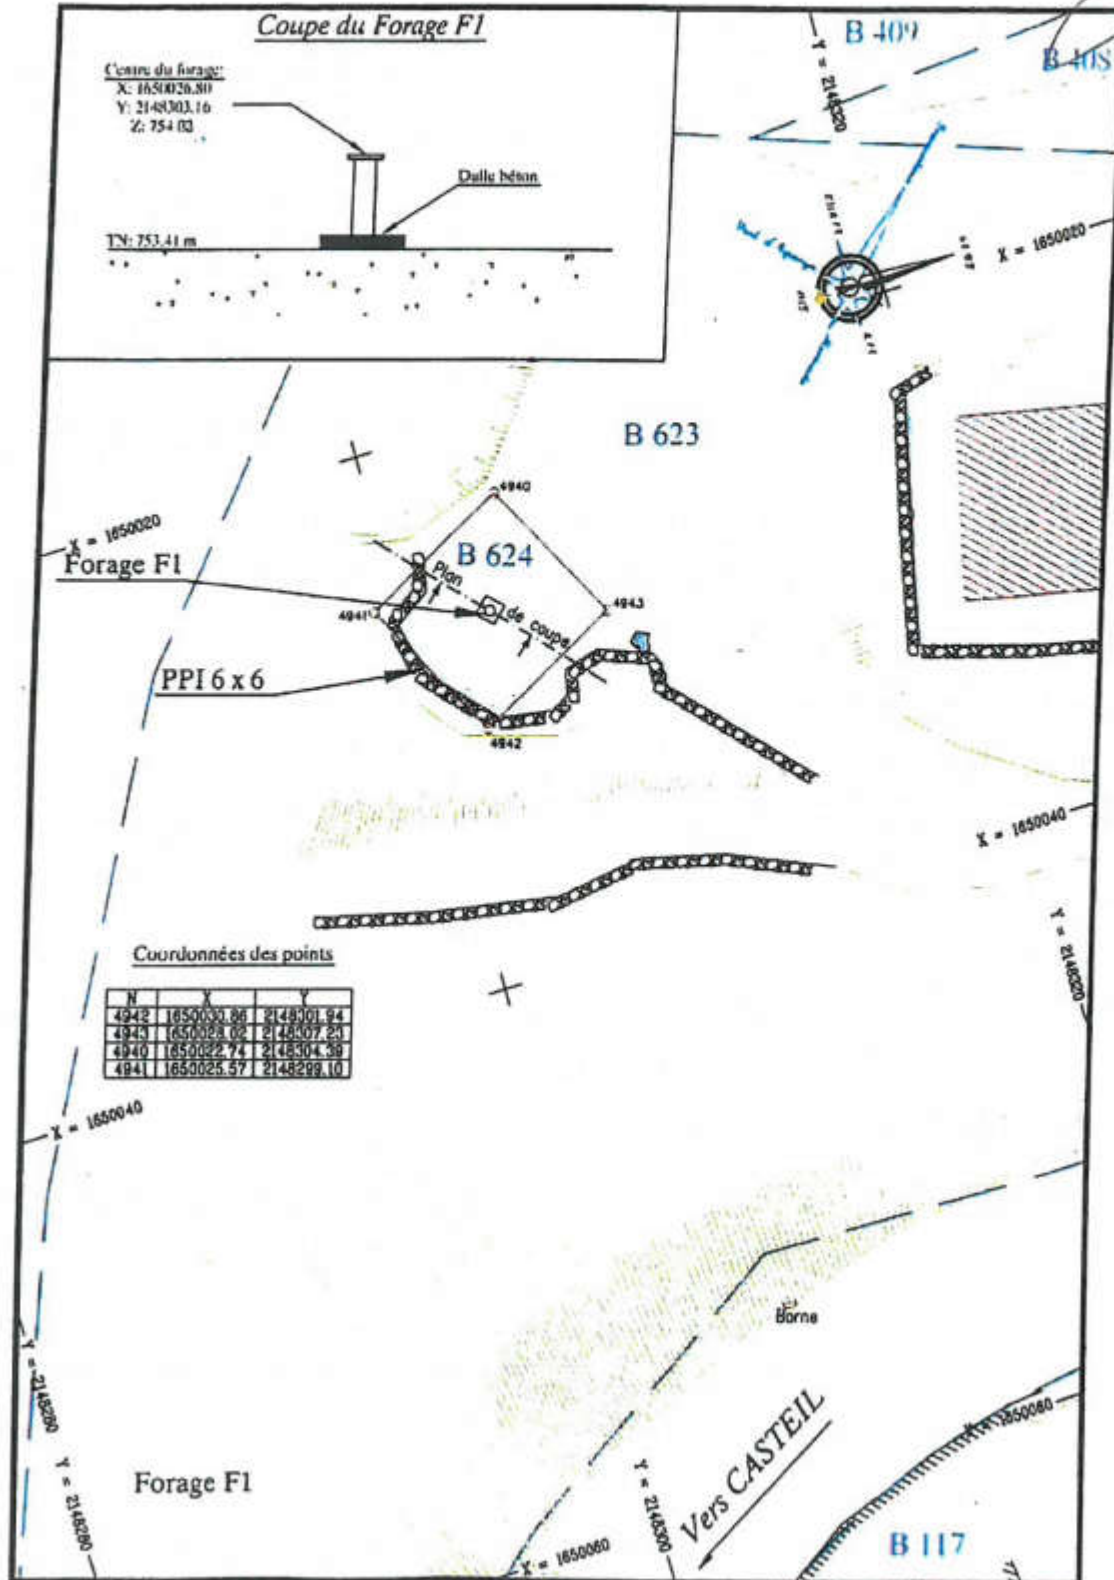 Coupe du Forage F1
Centre du forage:
X: 1650026.80
Y: 2148303.16
Z: 754.03
Dalle béton
TN: 753.41 m
B 409
B 408
Y = 2148320
X = 1650020
B 623
X = 1650020
4940
B 624
Forage F1
Plan de coupe
4941
4943
PPI 6 x 6
4942
X = 1650040
Y = 2148320
Coordonnées des points
N X Y
4942 1650030.86 2148301.94
4943 1650028.02 2148307.23
4940 1650022.74 2148304.39
4941 1650025.57 2148299.10
X = 1650040
Borne
Y = 2148280
X = 1650060
Vers CASTEIL
Forage F1
Y = 2148280
Y = 2148300
X = 1650060
B 117